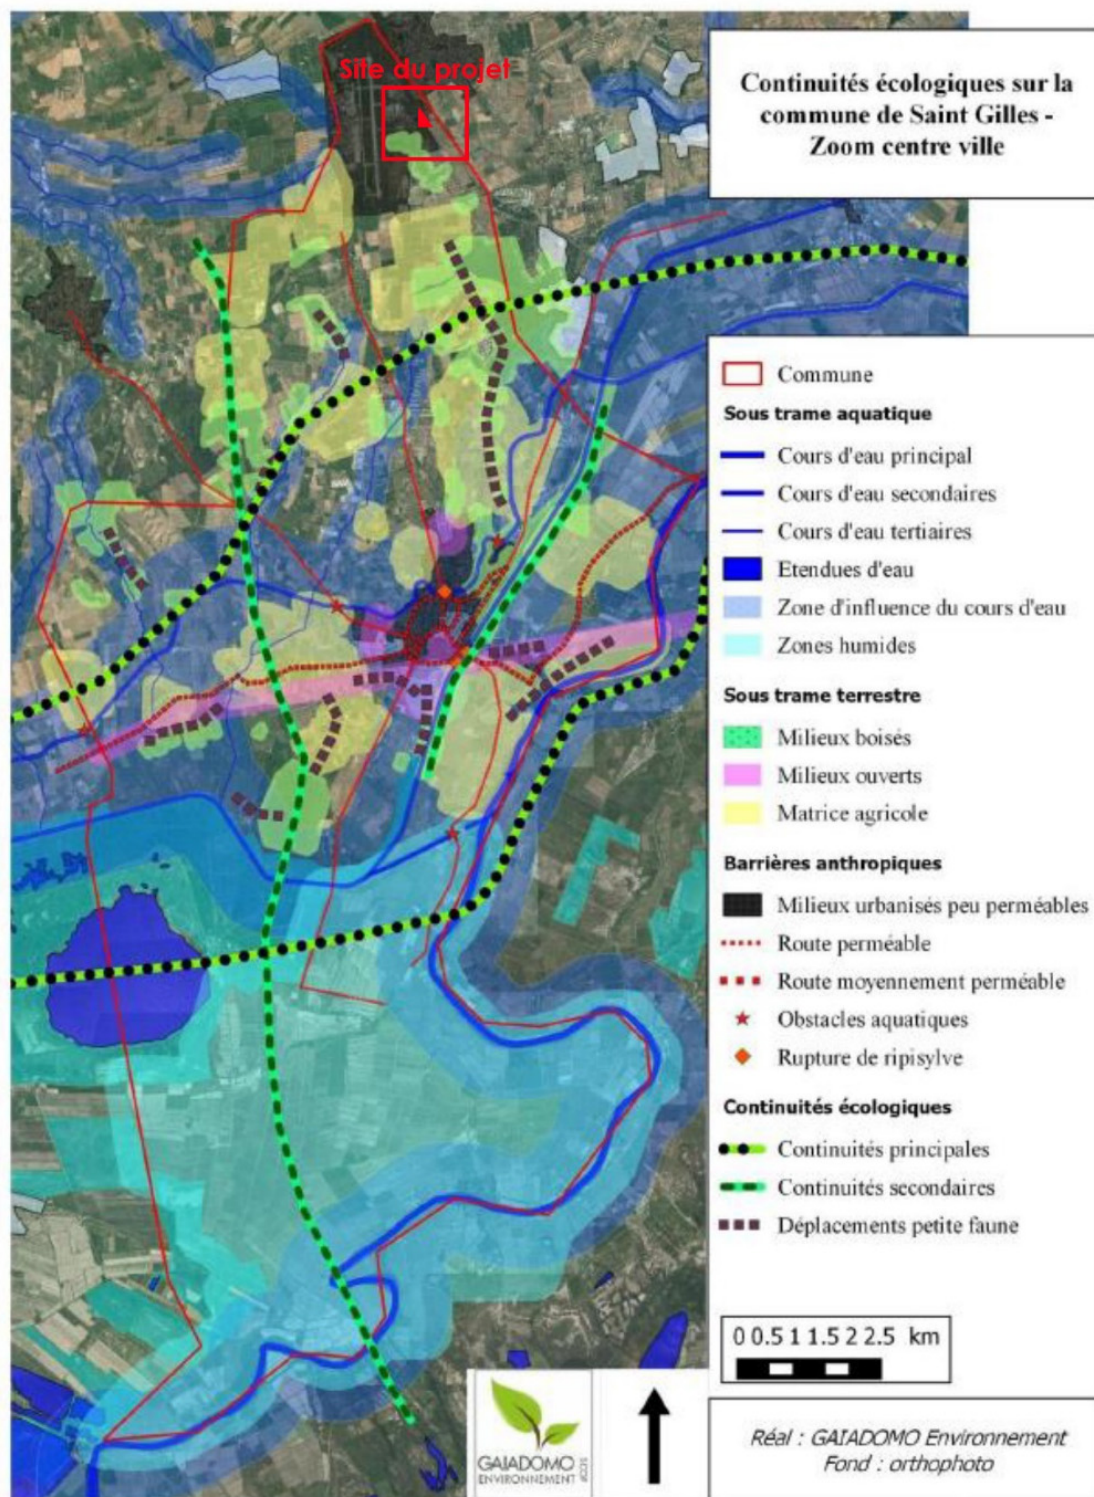 Site du projet
Continuités écologiques sur la
commune de Saint Gilles -
Zoom centre ville
Commune
Sous trame aquatique
Cours d'eau principal
Cours d'eau secondaires
Cours d'eau tertiaires
Etendues d'eau
Zone d'influence du cours d'eau
Zones humides
Sous trame terrestre
Milieux boisés
Milieux ouverts
Matrice agricole
Barrières anthropiques
Milieux urbanisés peu perméables
Route perméable
Route moyennement perméable
Obstacles aquatiques
Rupture de ripisylve
Continuités écologiques
Continuités principales
Continuités secondaires
Déplacements petite faune
0 0.5 1 1.5 2 2.5 km
GAIADOMO
ENVIRONNEMENT
Réal : GAIADOMO Environnement
Fond : orthophoto